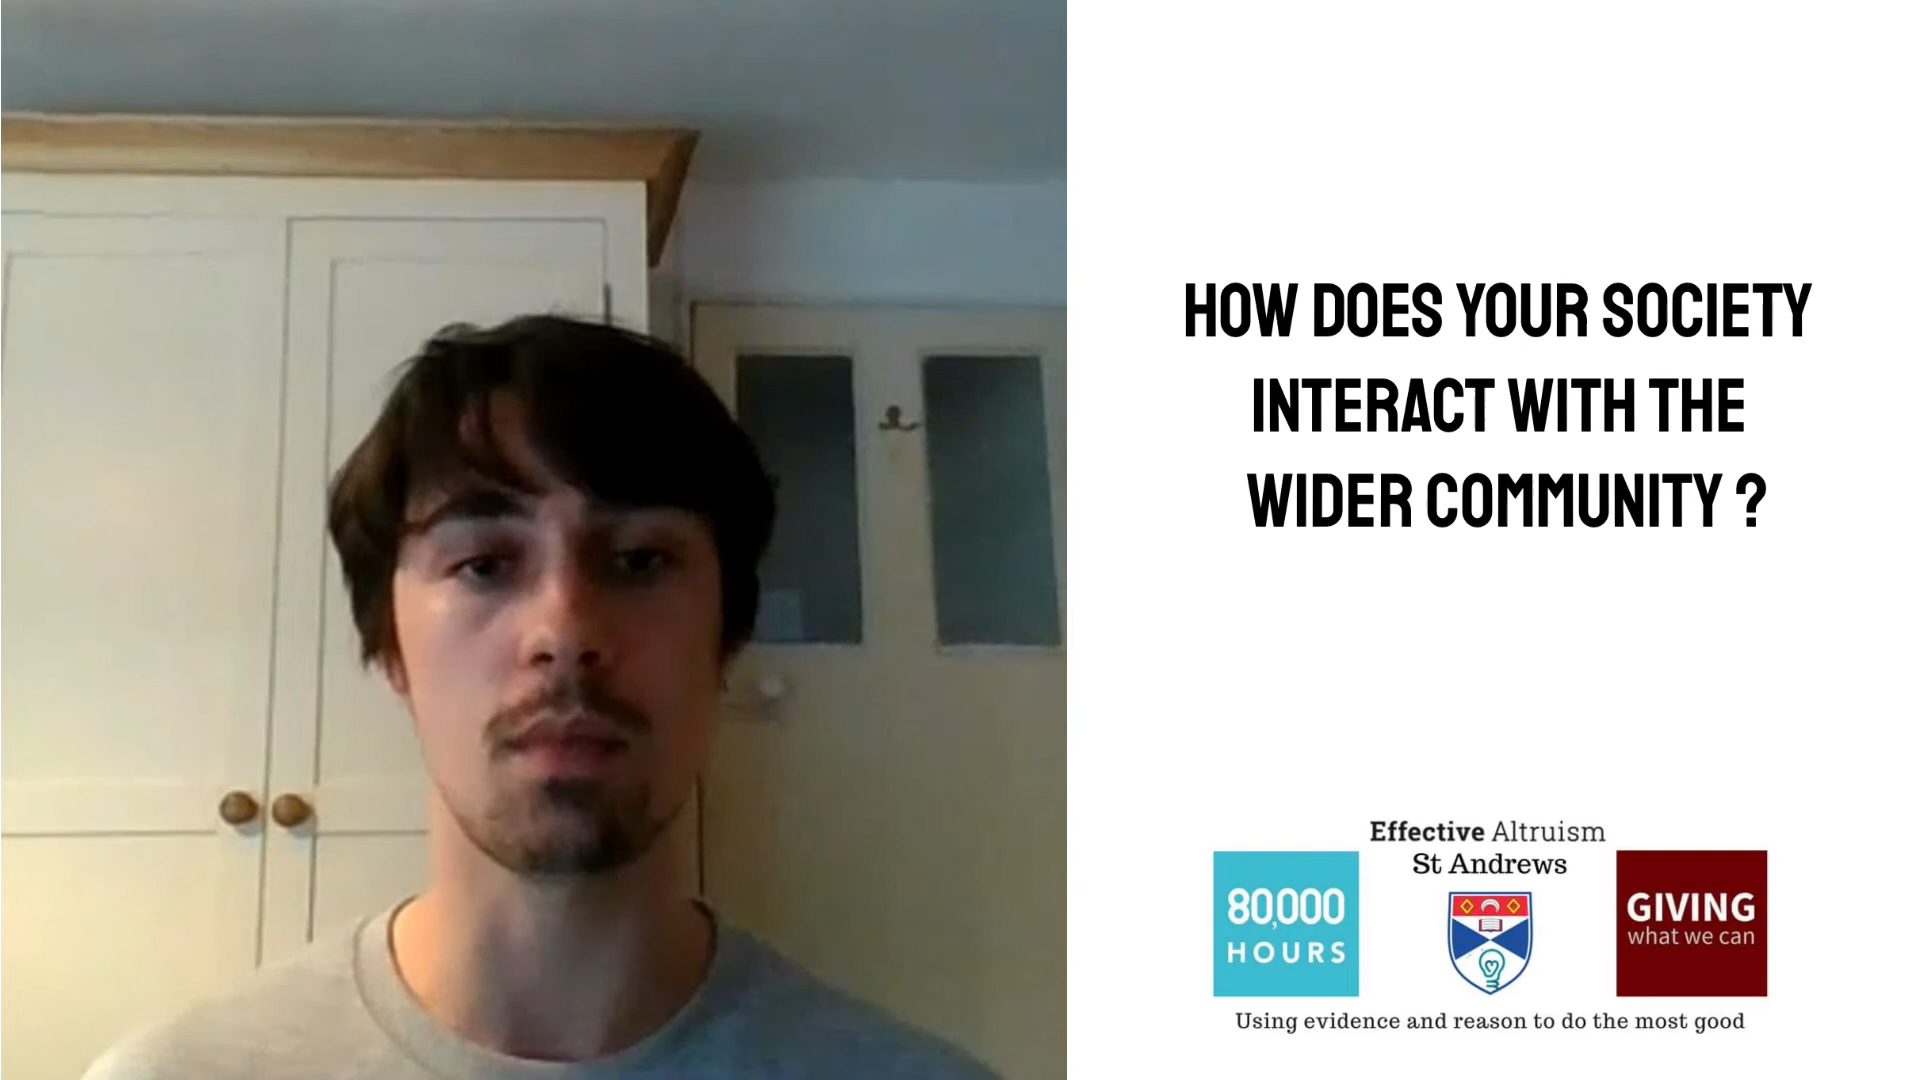 HOW DOES YOUR SOCIETY
INTERACT WITH THE
WIDER COMMUNITY ?
Effective Altruism
St Andrews
80,000
HOURS
GIVING
what we can
Using evidence and reason to do the most good